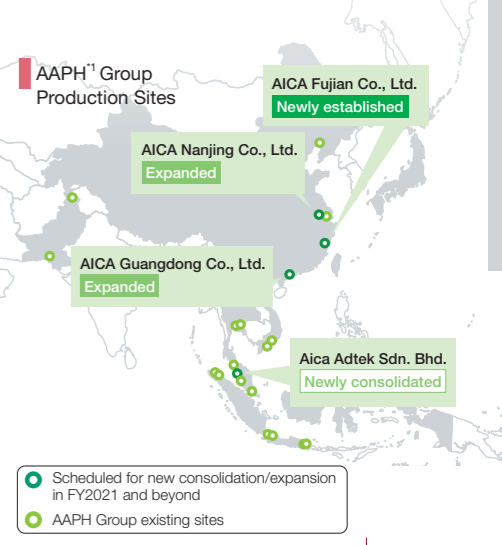 AAPH*1 Group
Production Sites
AICA Fujian Co., Ltd.
Newly established
AICA Nanjing Co., Ltd.
Expanded
AICA Guangdong Co., Ltd.
Expanded
Aica Adtek Sdn. Bhd.
Newly consolidated
Scheduled for new consolidation/expansion
in FY2021 and beyond
AAPH Group existing sites